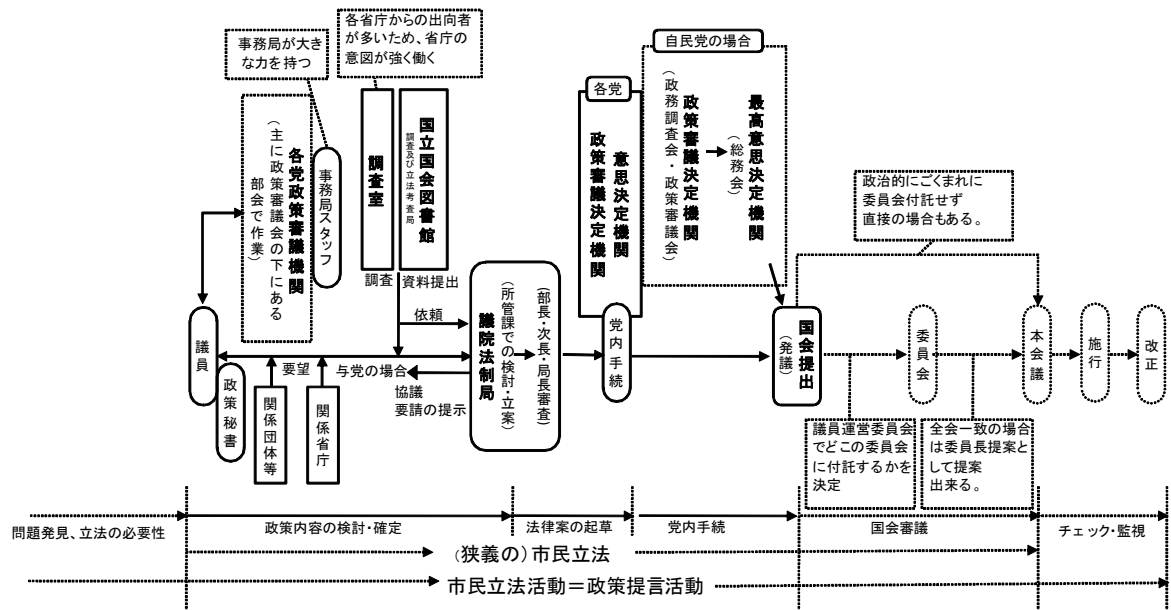 事務局が大き
な力を持つ
各省庁からの出向者
が多いため、省庁の
意図が強く働く
各党政策審議機関
(主に政策審議会の下にある
部会で作業)
事務局スタッフ
調査室
国立国会図書館
調査及び立法考査局
調査
資料提出
依頼
議員
政策秘書
要望
関係団体等
関係省庁
与党の場合
協議
要請の提示
議院法制局
(所管課での検討・立案)
(部長・次長・局長審査)
各党
意思決定機関
政策審議決定機関
党内手続
自民党の場合
政策審議決定機関
(政務調査会・政策審議会)
最高意思決定機関
(総務会)
国会提出
(発議)
政治的にごくまれに
委員会付託せず
直接の場合もある。
委員会
本会議
施行
改正
議員運営委員会
でどこの委員会
に付託するかを
決定
全会一致の場合
は委員長提案と
して提案
出来る。
問題発見、立法の必要性
政策内容の検討・確定
法律案の起草
党内手続
国会審議
チェック・監視
(狭義の)市民立法
市民立法活動=政策提言活動